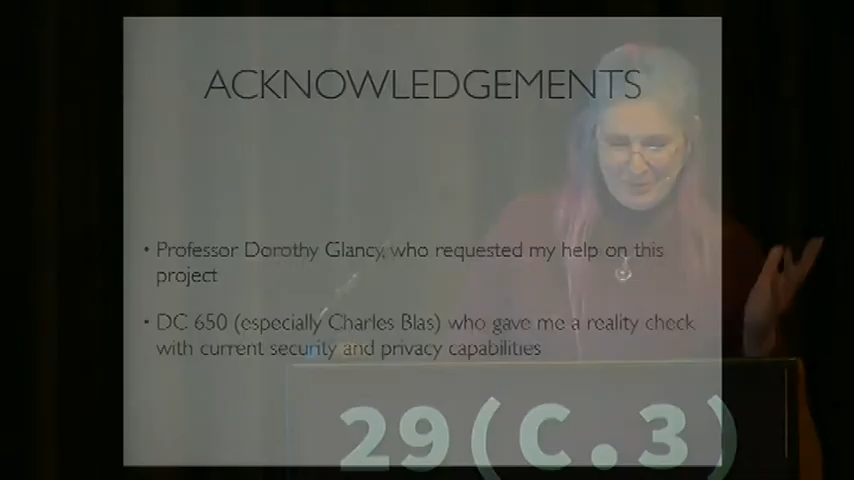 ACKNOWLEDGEMENTS
• Professor Dorothy Glancy, who requested my help on this
project
• DC 650 (especially Charles Blas) who gave me a reality check
with current security and privacy capabilities
29(C.3)